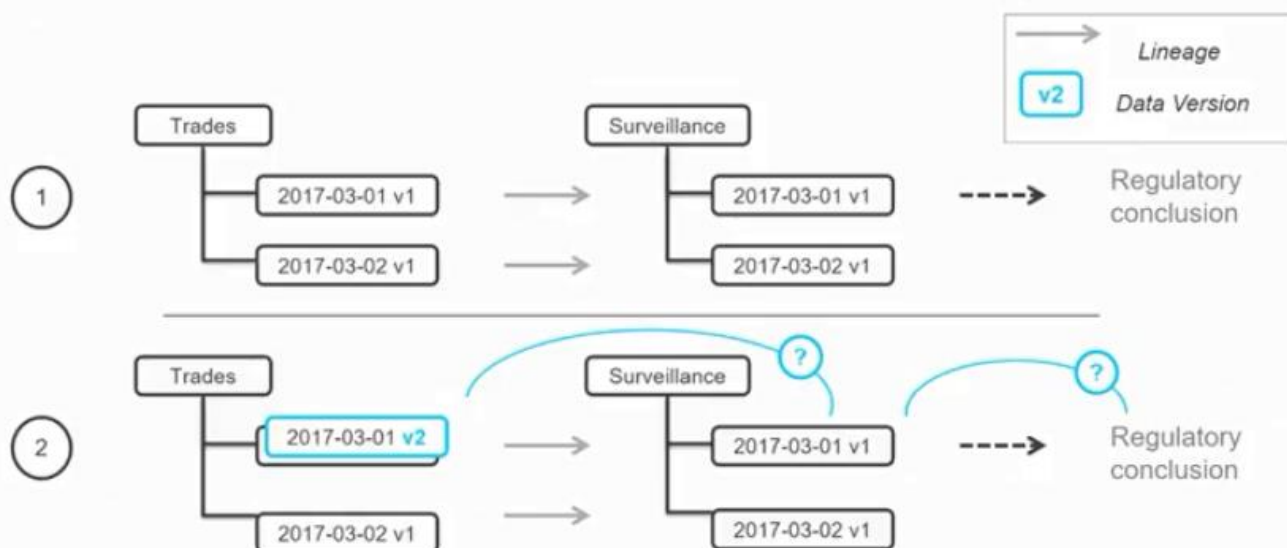 Lineage
v2
Data Version
Trades
Surveillance
1
2017-03-01 v1
2017-03-01 v1
Regulatory
conclusion
2017-03-02 v1
2017-03-02 v1
?
Trades
Surveillance
?
2
2017-03-01 v2
2017-03-01 v1
Regulatory
conclusion
2017-03-02 v1
2017-03-02 v1